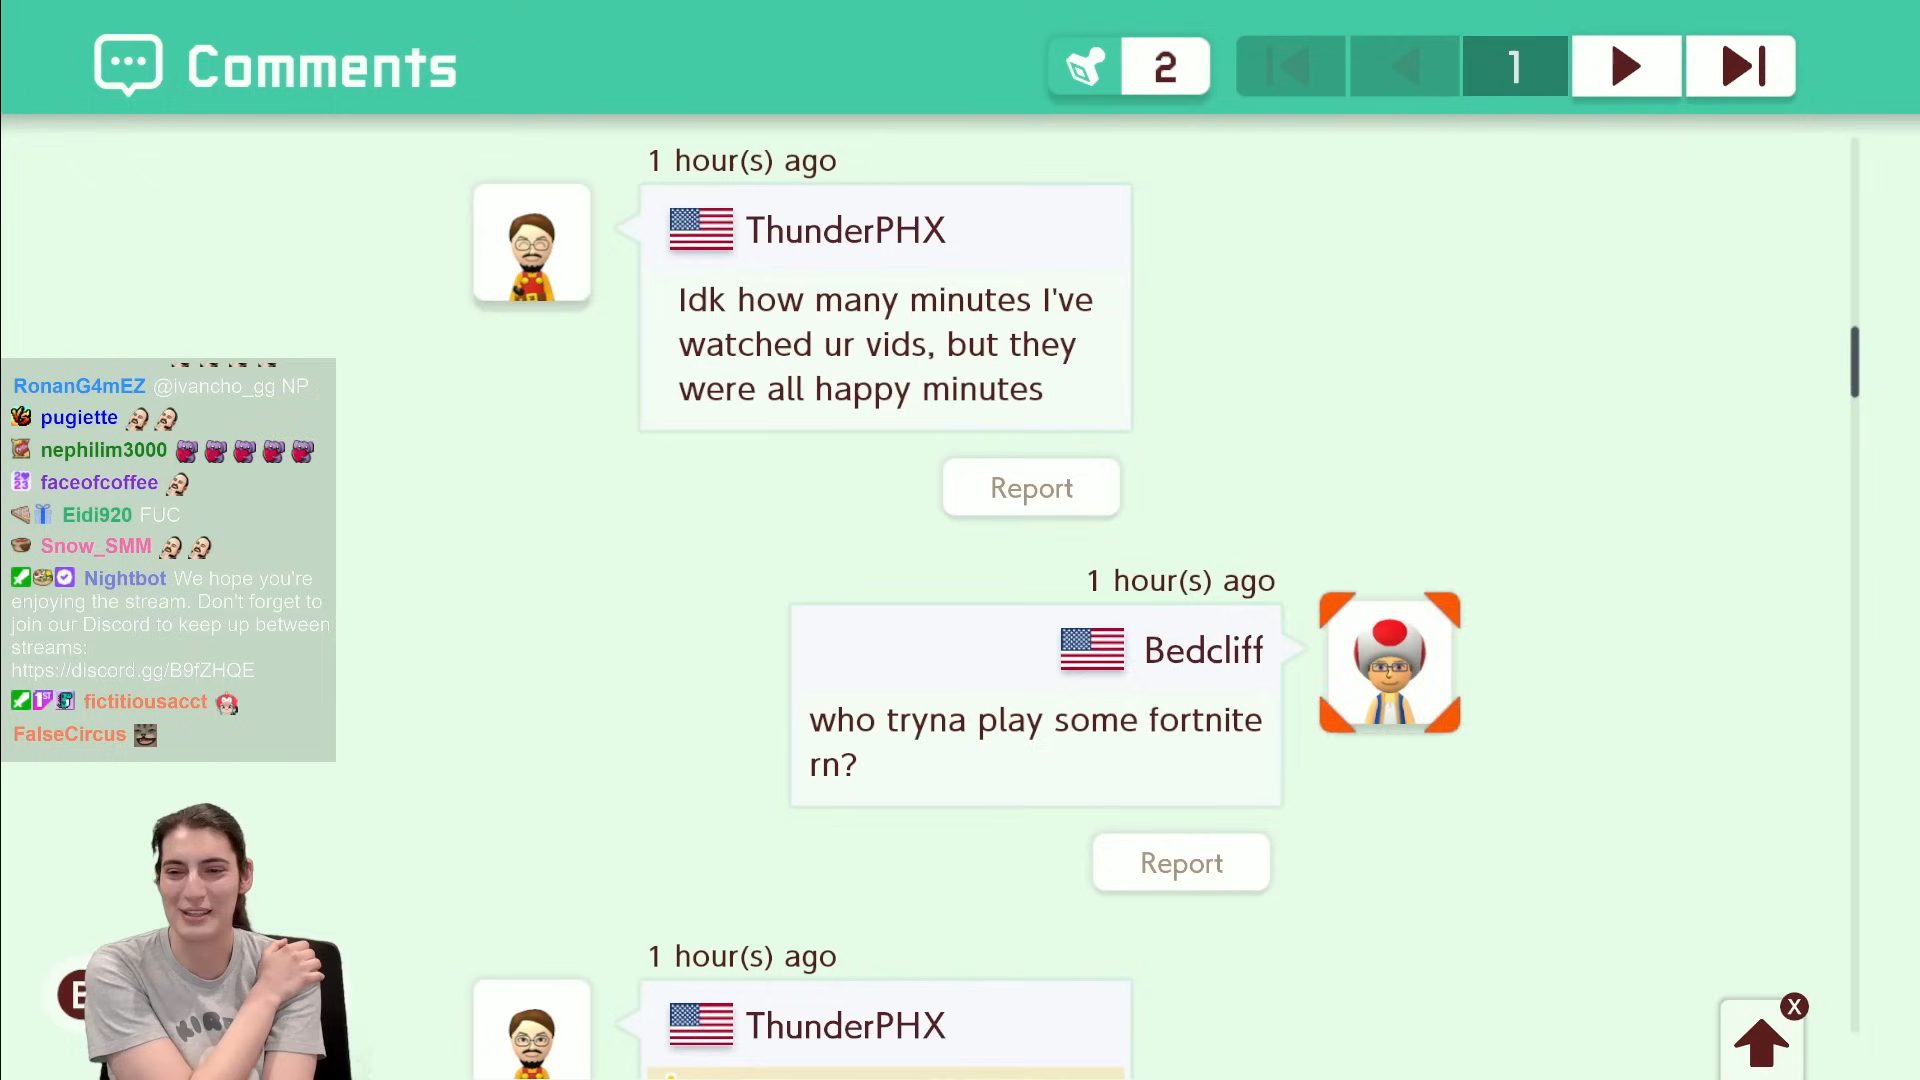 Comments
2
1
1 hour(s) ago
ThunderPHX
Idk how many minutes I've
watched ur vids, but they
were all happy minutes
Report
1 hour(s) ago
Bedcliff
who tryna play some fortnite
rn?
Report
1 hour(s) ago
ThunderPHX
X
RonanG4mEZ @ivancho_gg NP
pugiette
nephilim3000
faceofcoffee
Eidi920 FUC
Snow_SMM
Nightbot We hope you're
enjoying the stream. Don't forget to
join our Discord to keep up between
streams:
https://discord.gg/B9fZHQE
fictitiousacct
FalseCircus